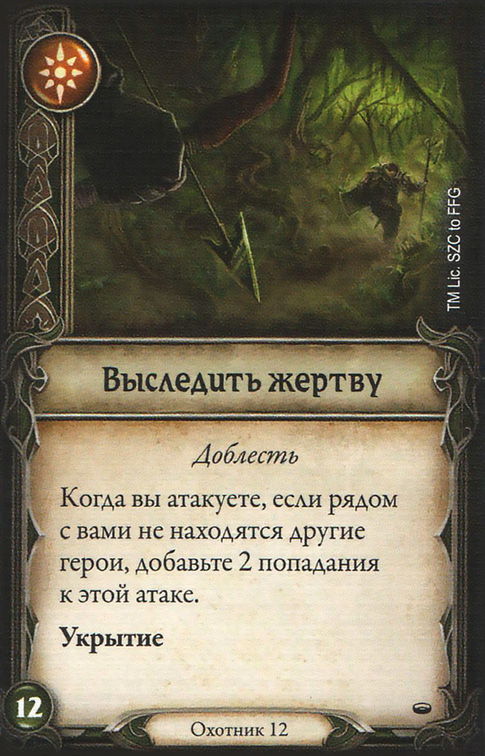 TM Lic. SZC to FFG
Выследить жертву
Доблесть
Когда вы атакуете, если рядом
с вами не находятся другие
герои, добавьте 2 попадания
к этой атаке.
Укрытие
12
Охотник 12